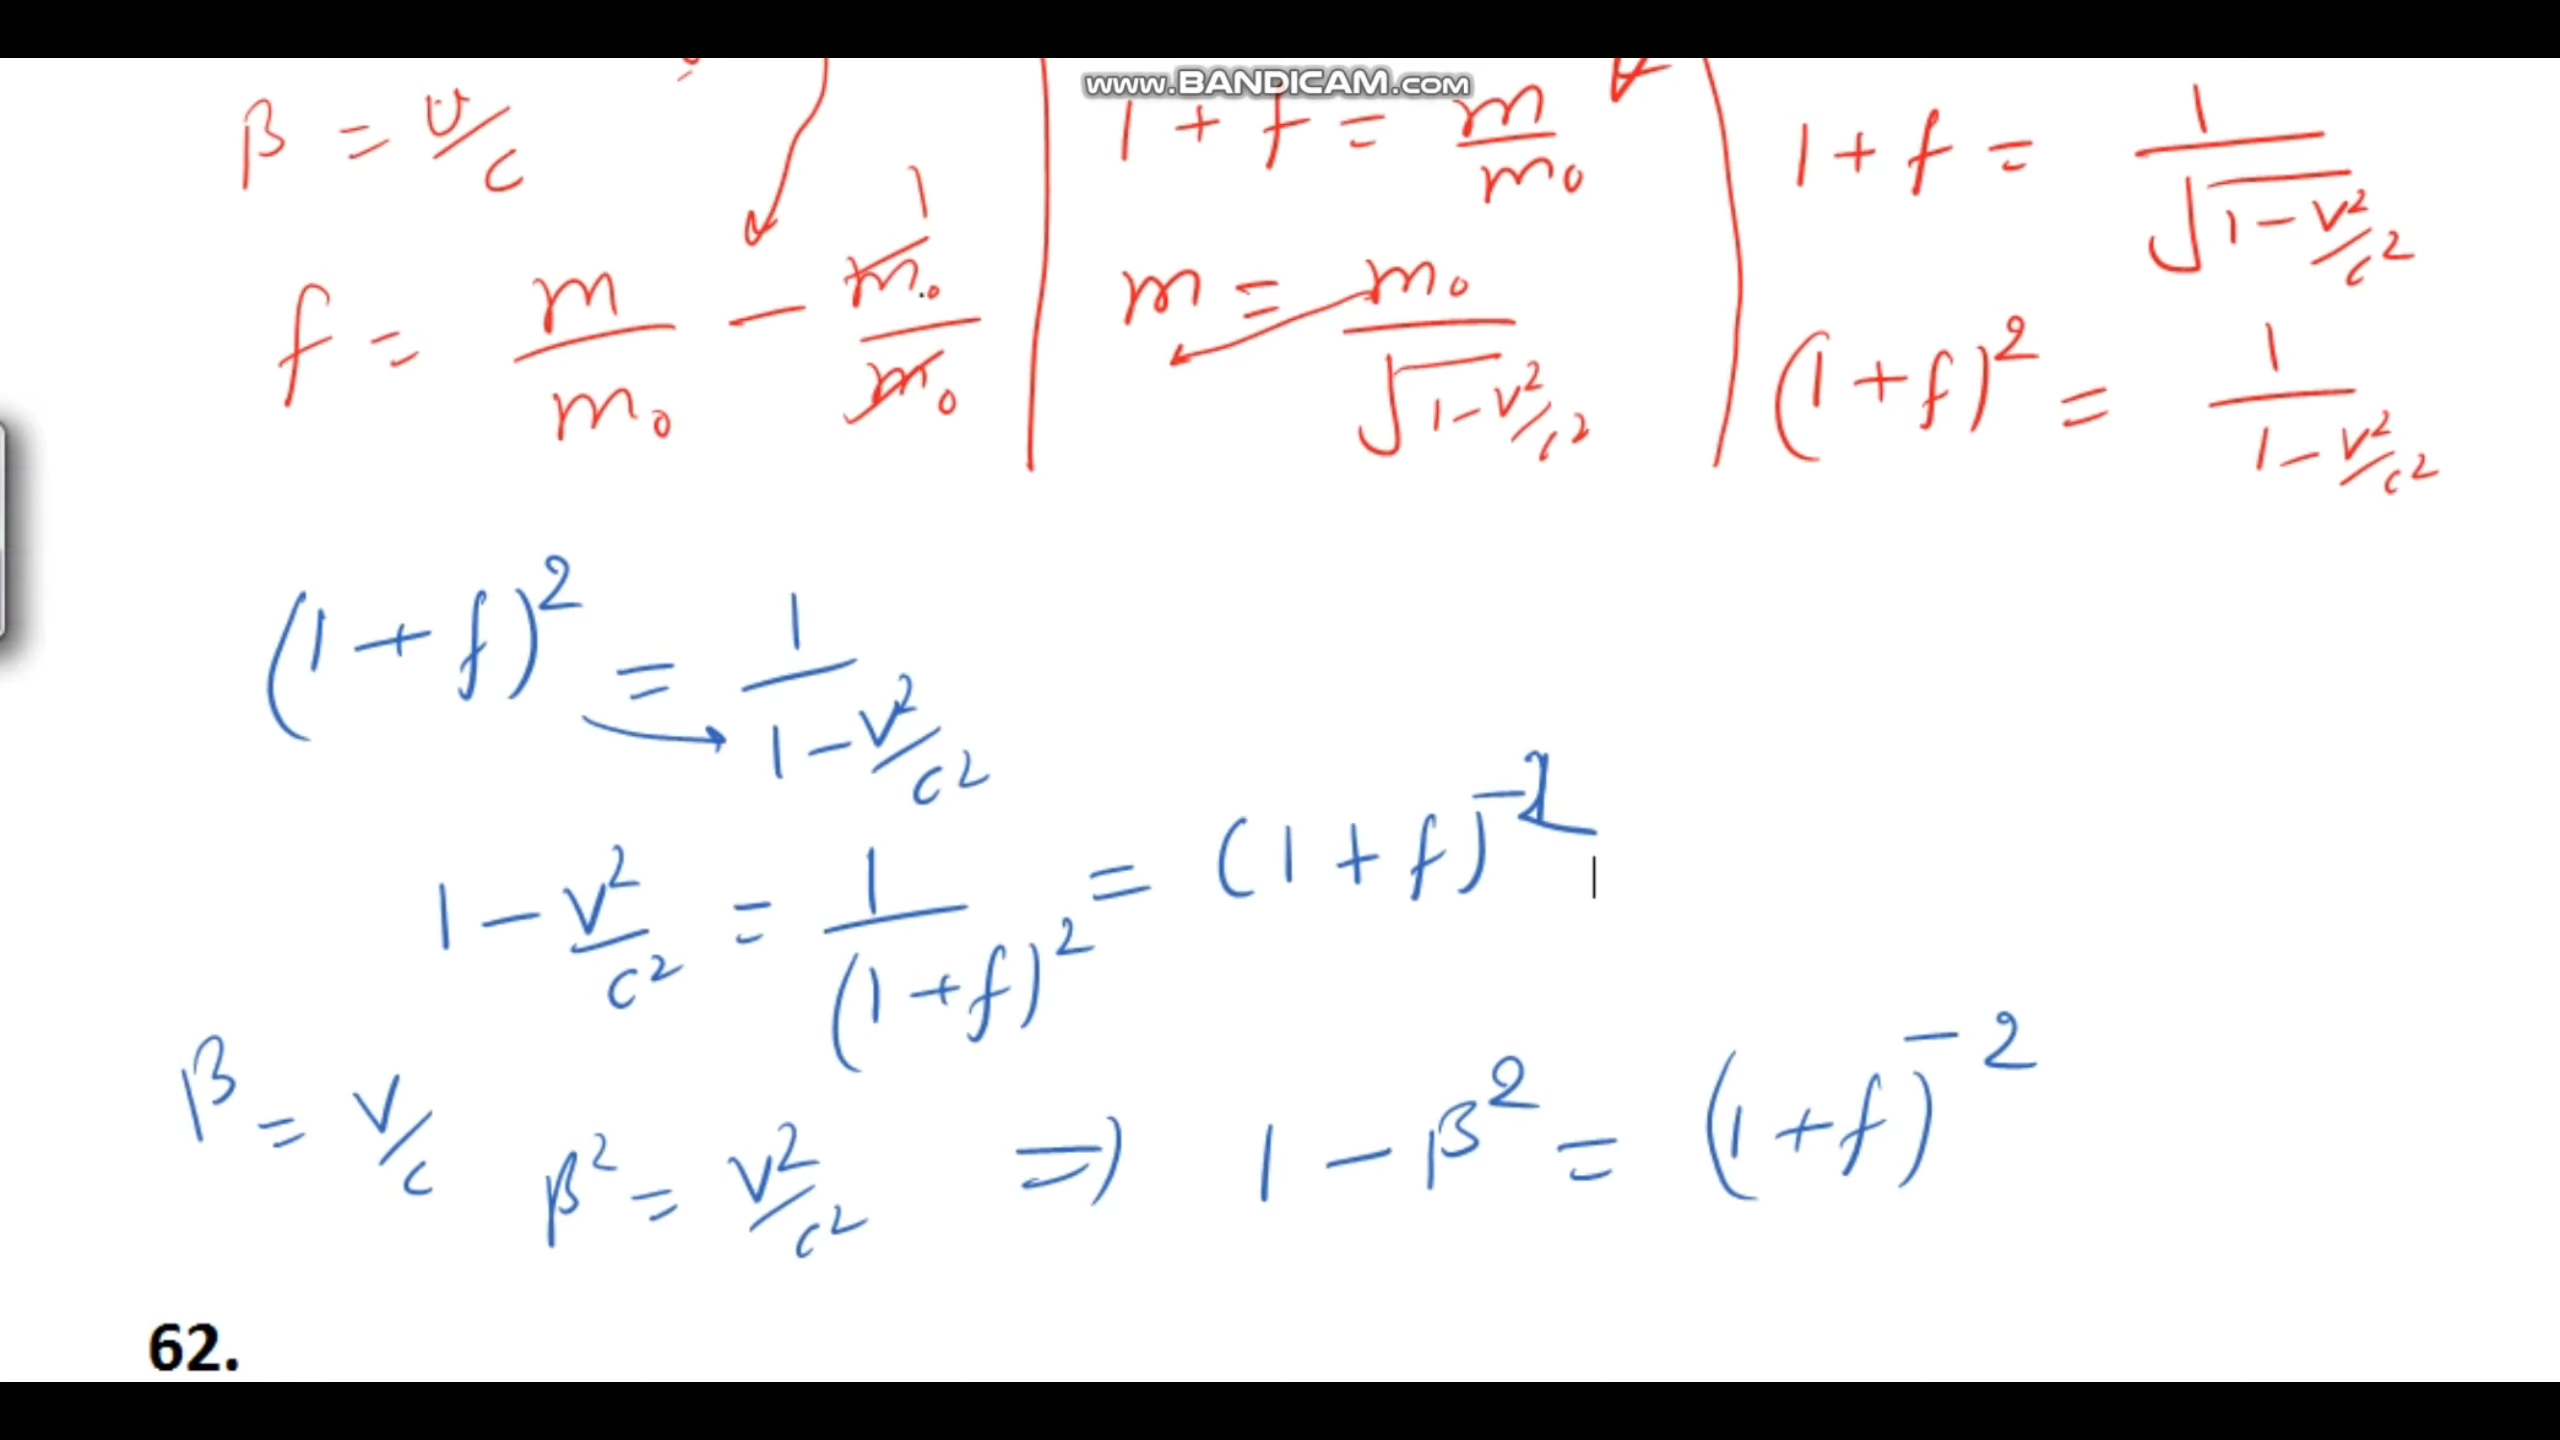 www.BANDICAM.com
β = v/c
f = m/m₀ − m₀/m₀ 1
1 + f = m/m₀
m = m₀/√(1−v²/c²)
1 + f = 1/√(1−v²/c²)
(1+f)² = 1/(1−v²/c²)
(1+f)² = 1/(1−v²/c²)
1 − v²/c² = 1/(1+f)² = (1+f)⁻²
β = v/c β² = v²/c² ⇒ 1 − β² = (1+f)⁻²
62.